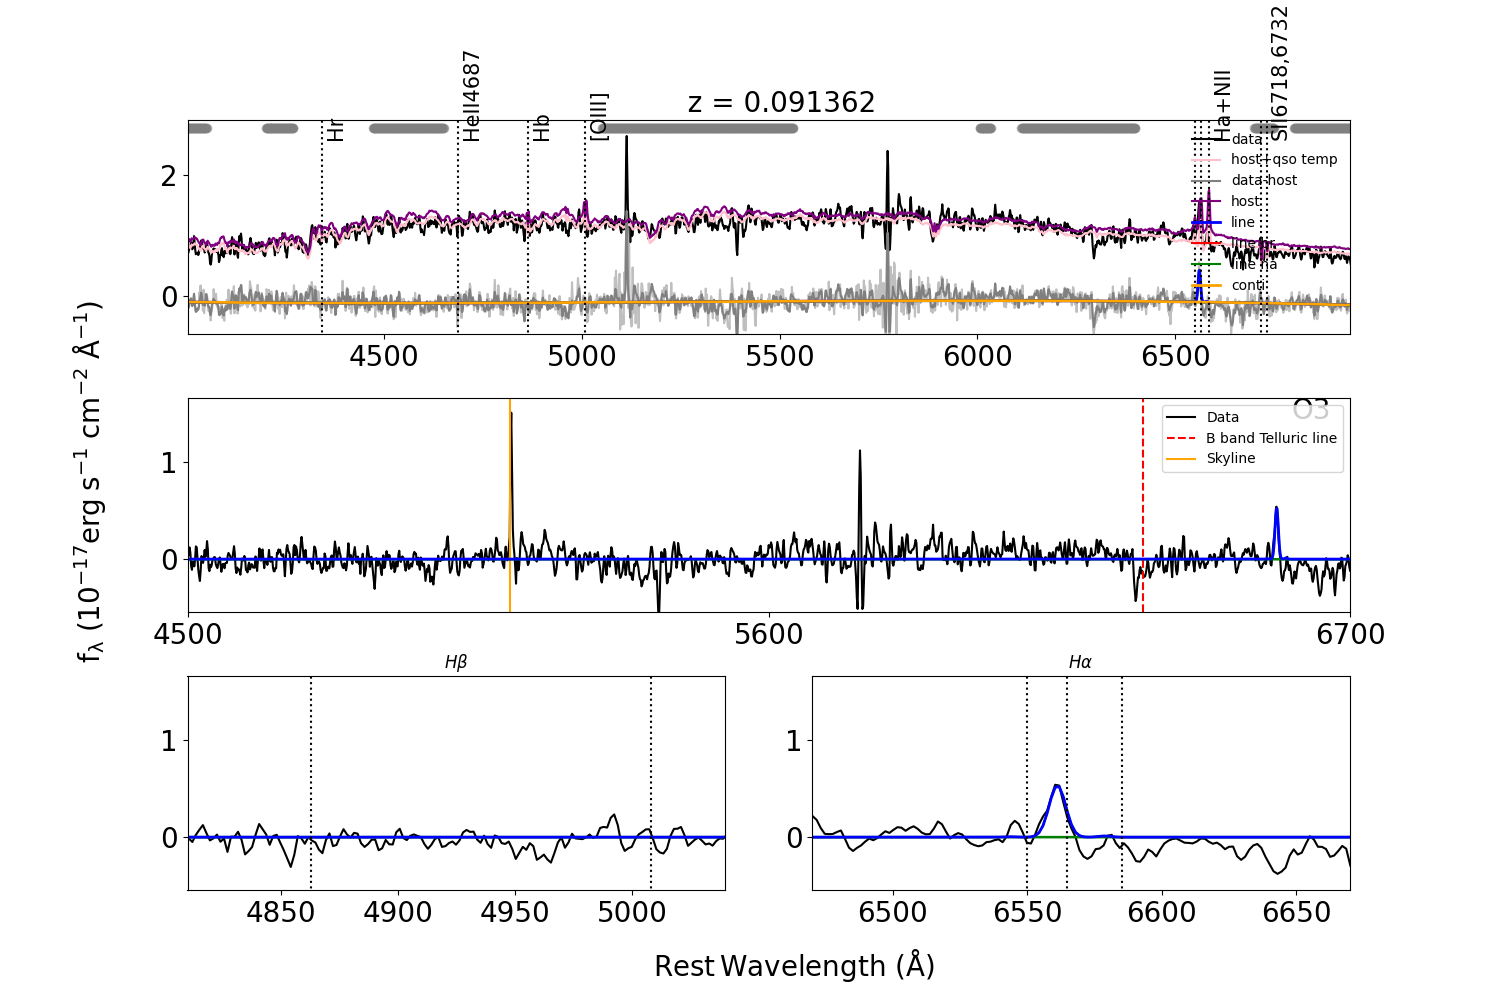 z = 0.091362
Hr
HeII4687
Hb
[OIII]
Ha+NII
SII6718,6732
data
host+qso temp
data-host
host
line
conti
2
0
4500
5000
5500
6000
6500
fλ (10⁻¹⁷erg s⁻¹ cm⁻² Å⁻¹)
O3
Data
B band Telluric line
Skyline
1
0
4500
5600
6700
Hβ
1
0
4850
4900
4950
5000
Hα
1
0
6500
6550
6600
6650
Rest Wavelength (Å)